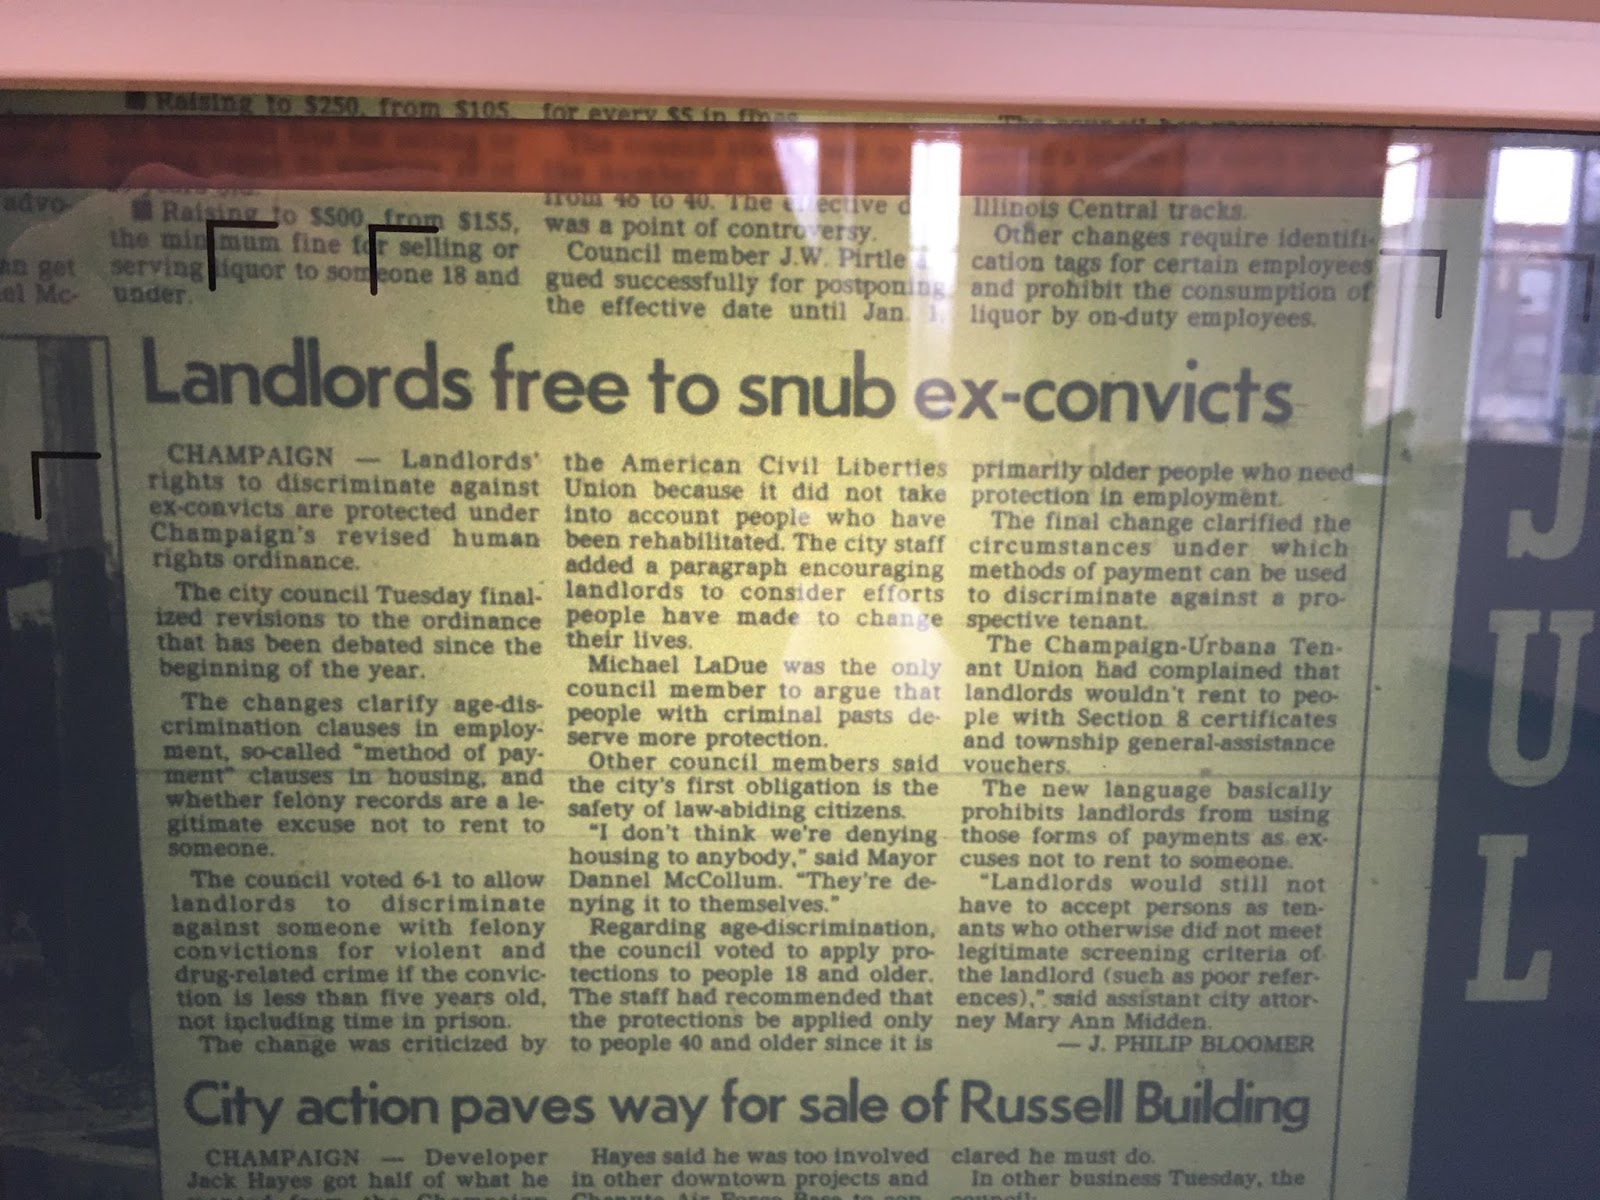 advo-
an get
el Mc-
■ Raising to $250, from $105,
■ Raising to $500, from $155,
the minimum fine for selling or
serving liquor to someone 18 and
under.
for every $5 in fines
from 46 to 40. The effective
was a point of controversy.
Council member J.W. Pirtle
gued successfully for postponing
the effective date until Jan. 1,
Illinois Central tracks.
Other changes require identifi-
cation tags for certain employees
and prohibit the consumption of
liquor by on-duty employees.
Landlords free to snub ex-convicts
CHAMPAIGN — Landlords'
rights to discriminate against
ex-convicts are protected under
Champaign's revised human
rights ordinance.
The city council Tuesday final-
ized revisions to the ordinance
that has been debated since the
beginning of the year.
The changes clarify age-dis-
crimination clauses in employ-
ment, so-called "method of pay-
ment" clauses in housing, and
whether felony records are a le-
gitimate excuse not to rent to
someone.
The council voted 6-1 to allow
landlords to discriminate
against someone with felony
convictions for violent and
drug-related crime if the convic-
tion is less than five years old,
not including time in prison.
The change was criticized by
the American Civil Liberties
Union because it did not take
into account people who have
been rehabilitated. The city staff
added a paragraph encouraging
landlords to consider efforts
people have made to change
their lives.
Michael LaDue was the only
council member to argue that
people with criminal pasts de-
serve more protection.
Other council members said
the city's first obligation is the
safety of law-abiding citizens.
"I don't think we're denying
housing to anybody," said Mayor
Dannel McCollum. "They're de-
nying it to themselves."
Regarding age-discrimination,
the council voted to apply pro-
tections to people 18 and older.
The staff had recommended that
the protections be applied only
to people 40 and older since it is
primarily older people who need
protection in employment.
The final change clarified the
circumstances under which
methods of payment can be used
to discriminate against a pro-
spective tenant.
The Champaign-Urbana Ten-
ant Union had complained that
landlords wouldn't rent to peo-
ple with Section 8 certificates
and township general-assistance
vouchers.
The new language basically
prohibits landlords from using
those forms of payments as ex-
cuses not to rent to someone.
"Landlords would still not
have to accept persons as ten-
ants who otherwise did not meet
legitimate screening criteria of
the landlord (such as poor refer-
ences)," said assistant city attor-
ney Mary Ann Midden.
— J. PHILIP BLOOMER
City action paves way for sale of Russell Building
CHAMPAIGN — Developer
Jack Hayes got half of what he
Hayes said he was too involved
in other downtown projects and
clared he must do.
In other business Tuesday, the
council:
JUL